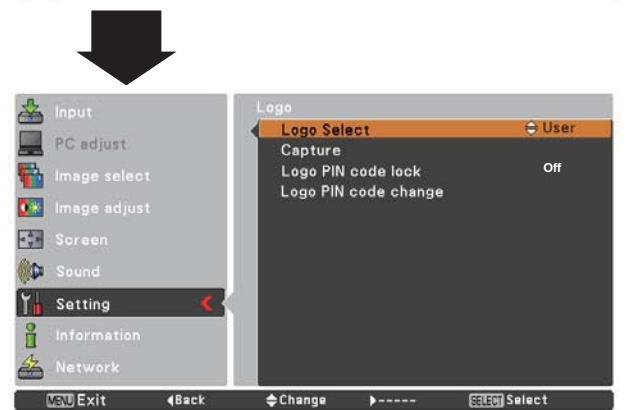 Input
PC adjust
Image select
Image adjust
Screen
Sound
Setting
Information
Network
Logo
Logo Select User
Capture
Logo PIN code lock Off
Logo PIN code change
MENU Exit Back Change ----- SELECT Select